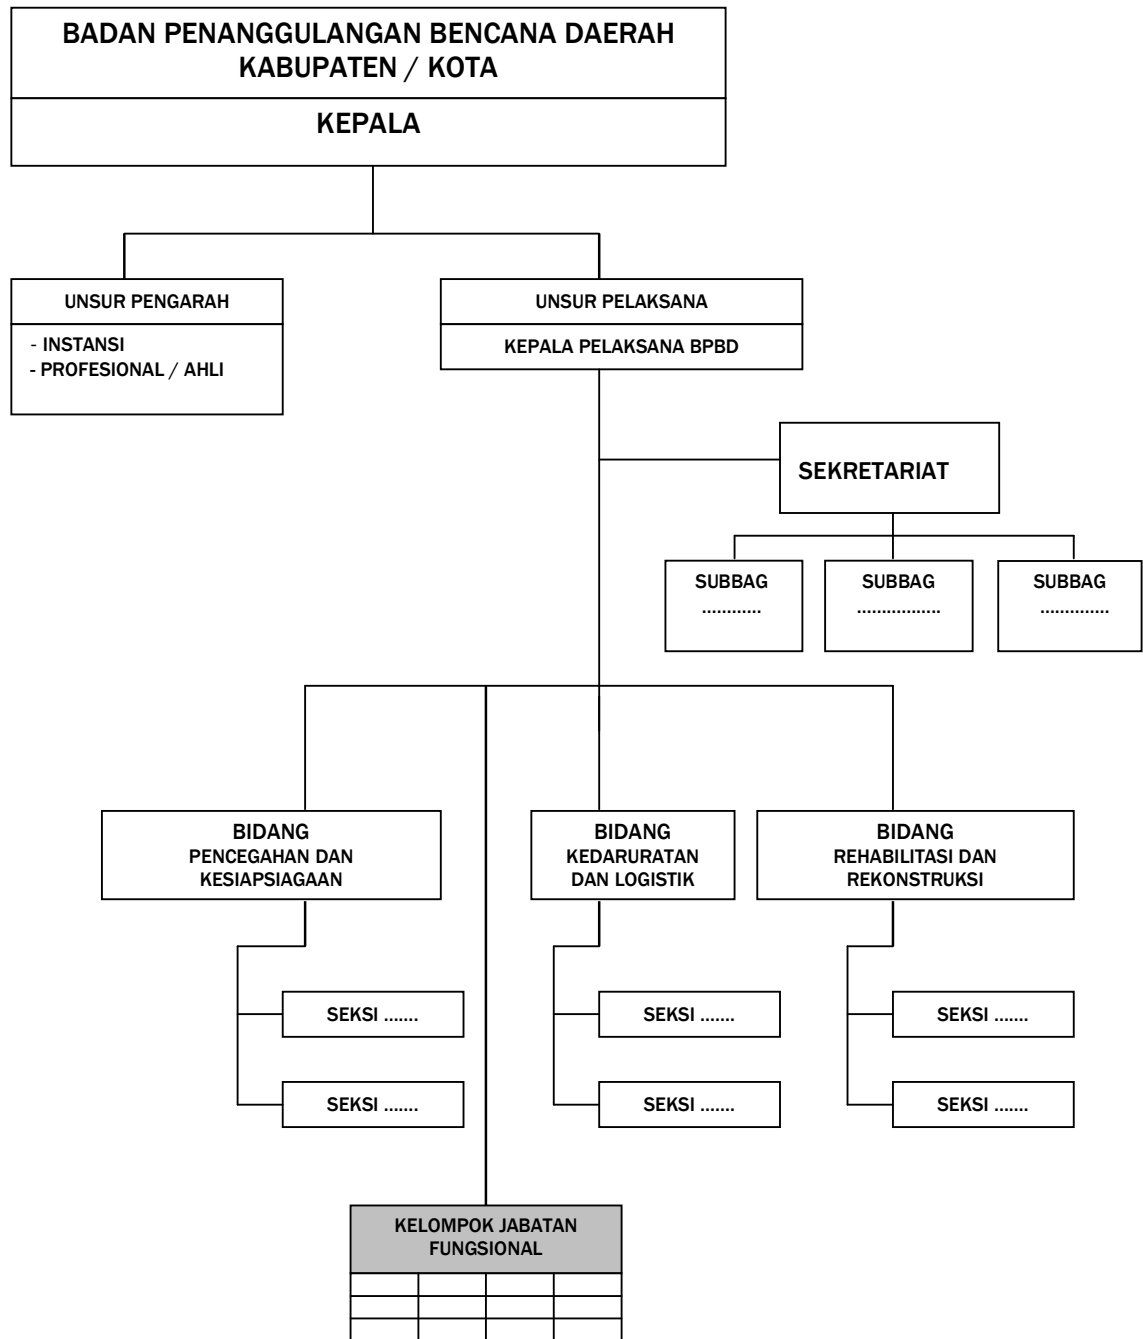 BADAN PENANGGULANGAN BENCANA DAERAH
KABUPATEN / KOTA
KEPALA
UNSUR PENGARAH
- INSTANSI
- PROFESIONAL / AHLI
UNSUR PELAKSANA
KEPALA PELAKSANA BPBD
SEKRETARIAT
SUBBAG
............
SUBBAG
.................
SUBBAG
..............
BIDANG
PENCEGAHAN DAN
KESIAPSIAGAAN
BIDANG
KEDARURATAN
DAN LOGISTIK
BIDANG
REHABILITASI DAN
REKONSTRUKSI
SEKSI .......
SEKSI .......
SEKSI .......
SEKSI .......
SEKSI .......
SEKSI .......
KELOMPOK JABATAN
FUNGSIONAL